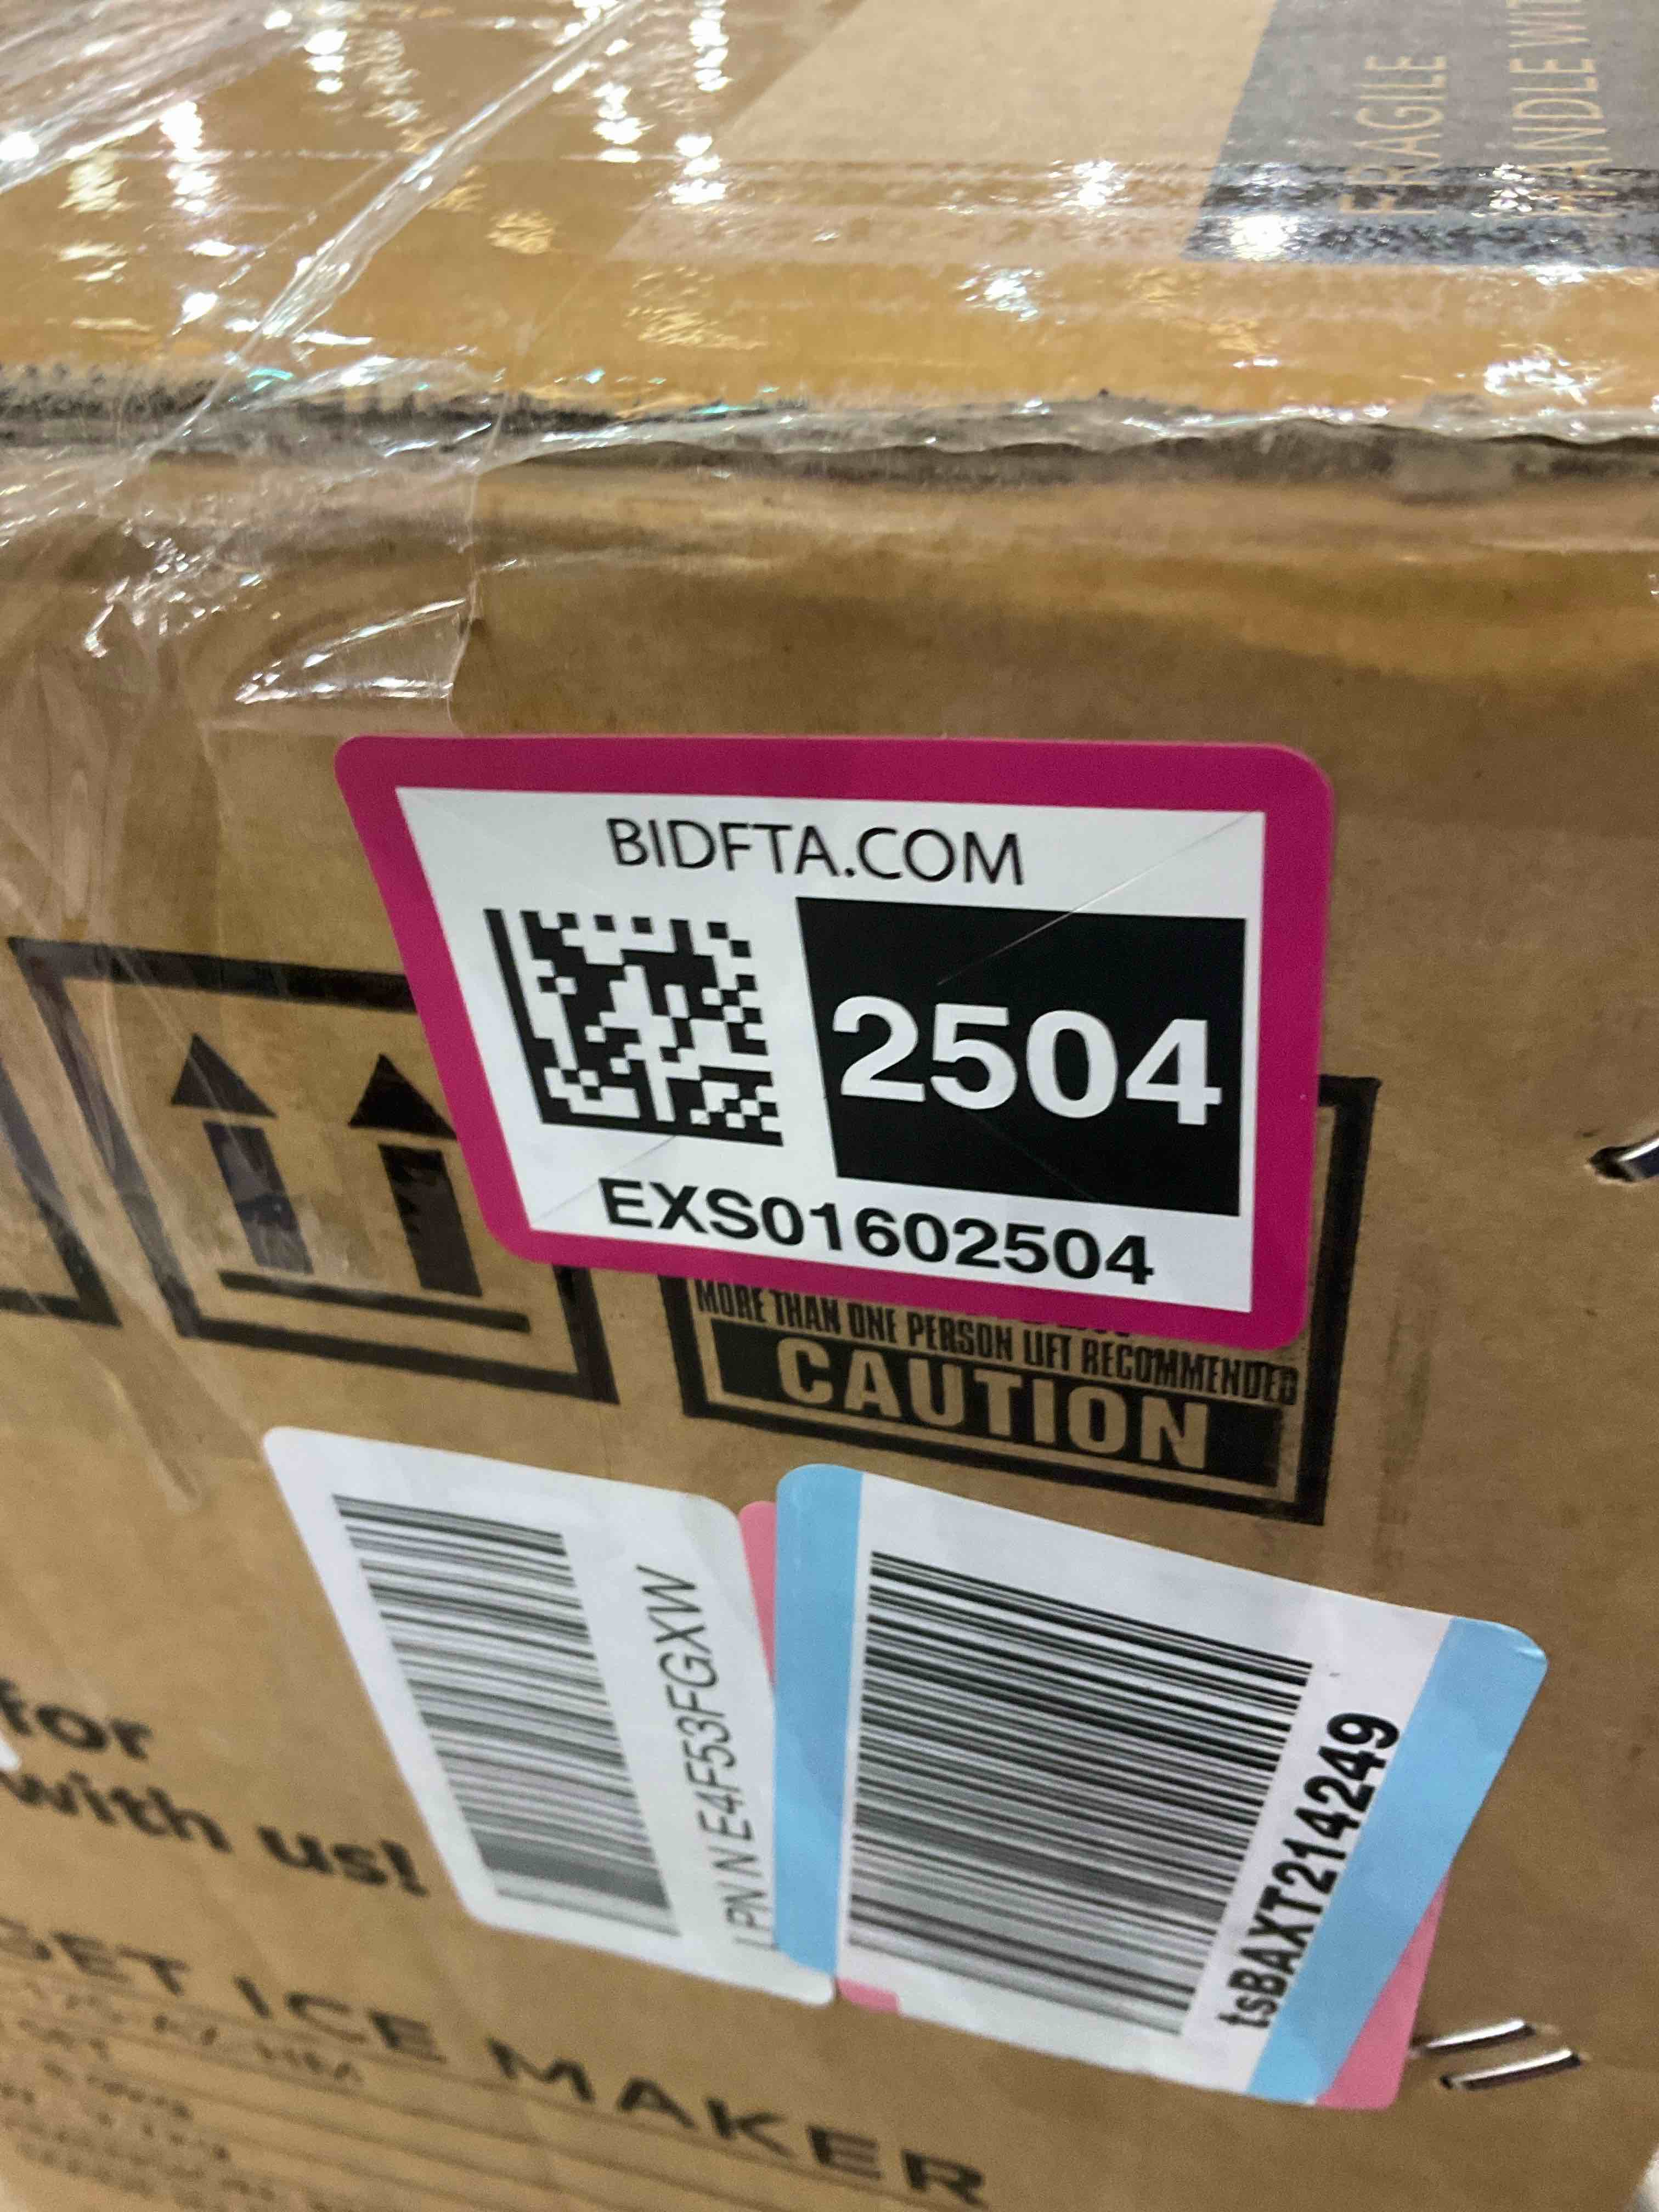 FRAGILE
HANDLE
BIDFTA.COM
2504
EXS01602504
MORE THAN ONE PERSON LIFT RECOMMENDED
CAUTION
LPN N E4F53FGXW
tsBAXT214249
for
with us!
ICE MAKER